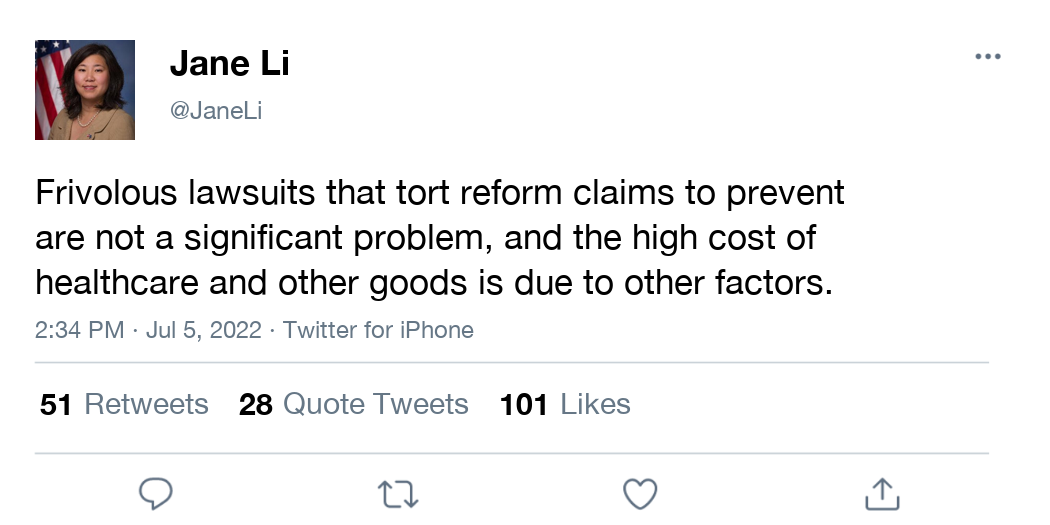 Jane Li
@JaneLi
Frivolous lawsuits that tort reform claims to prevent
are not a significant problem, and the high cost of
healthcare and other goods is due to other factors.
2:34 PM · Jul 5, 2022 · Twitter for iPhone
51 Retweets 28 Quote Tweets 101 Likes